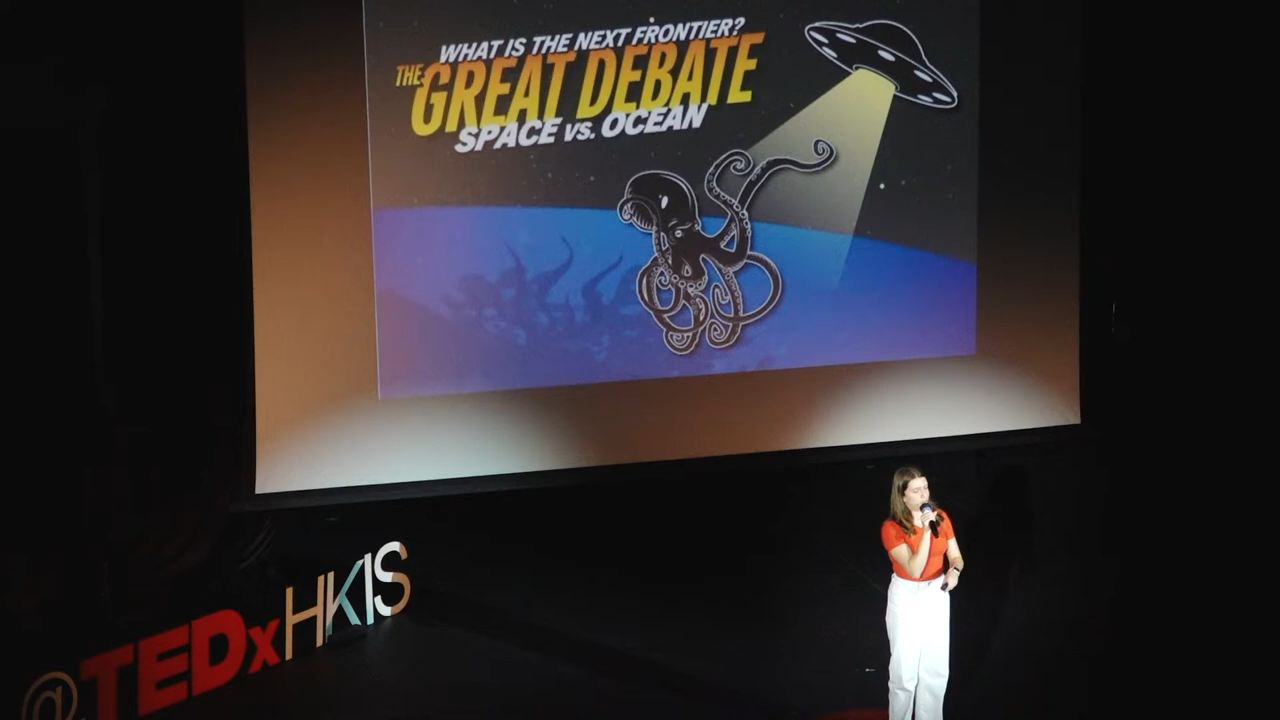 WHAT IS THE NEXT FRONTIER?
THE GREAT DEBATE
SPACE VS. OCEAN
@TEDxHKIS